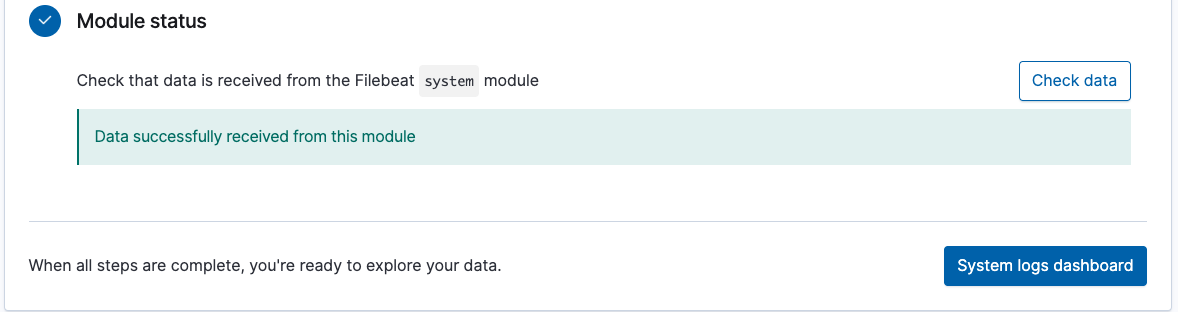 Module status
Check that data is received from the Filebeat system module
Check data
Data successfully received from this module
When all steps are complete, you're ready to explore your data.
System logs dashboard